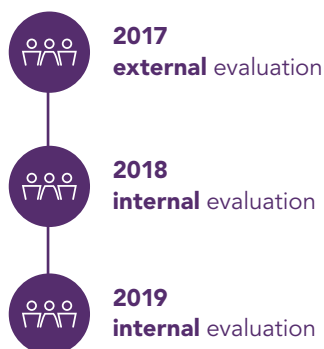 2017
external evaluation
2018
internal evaluation
2019
internal evaluation